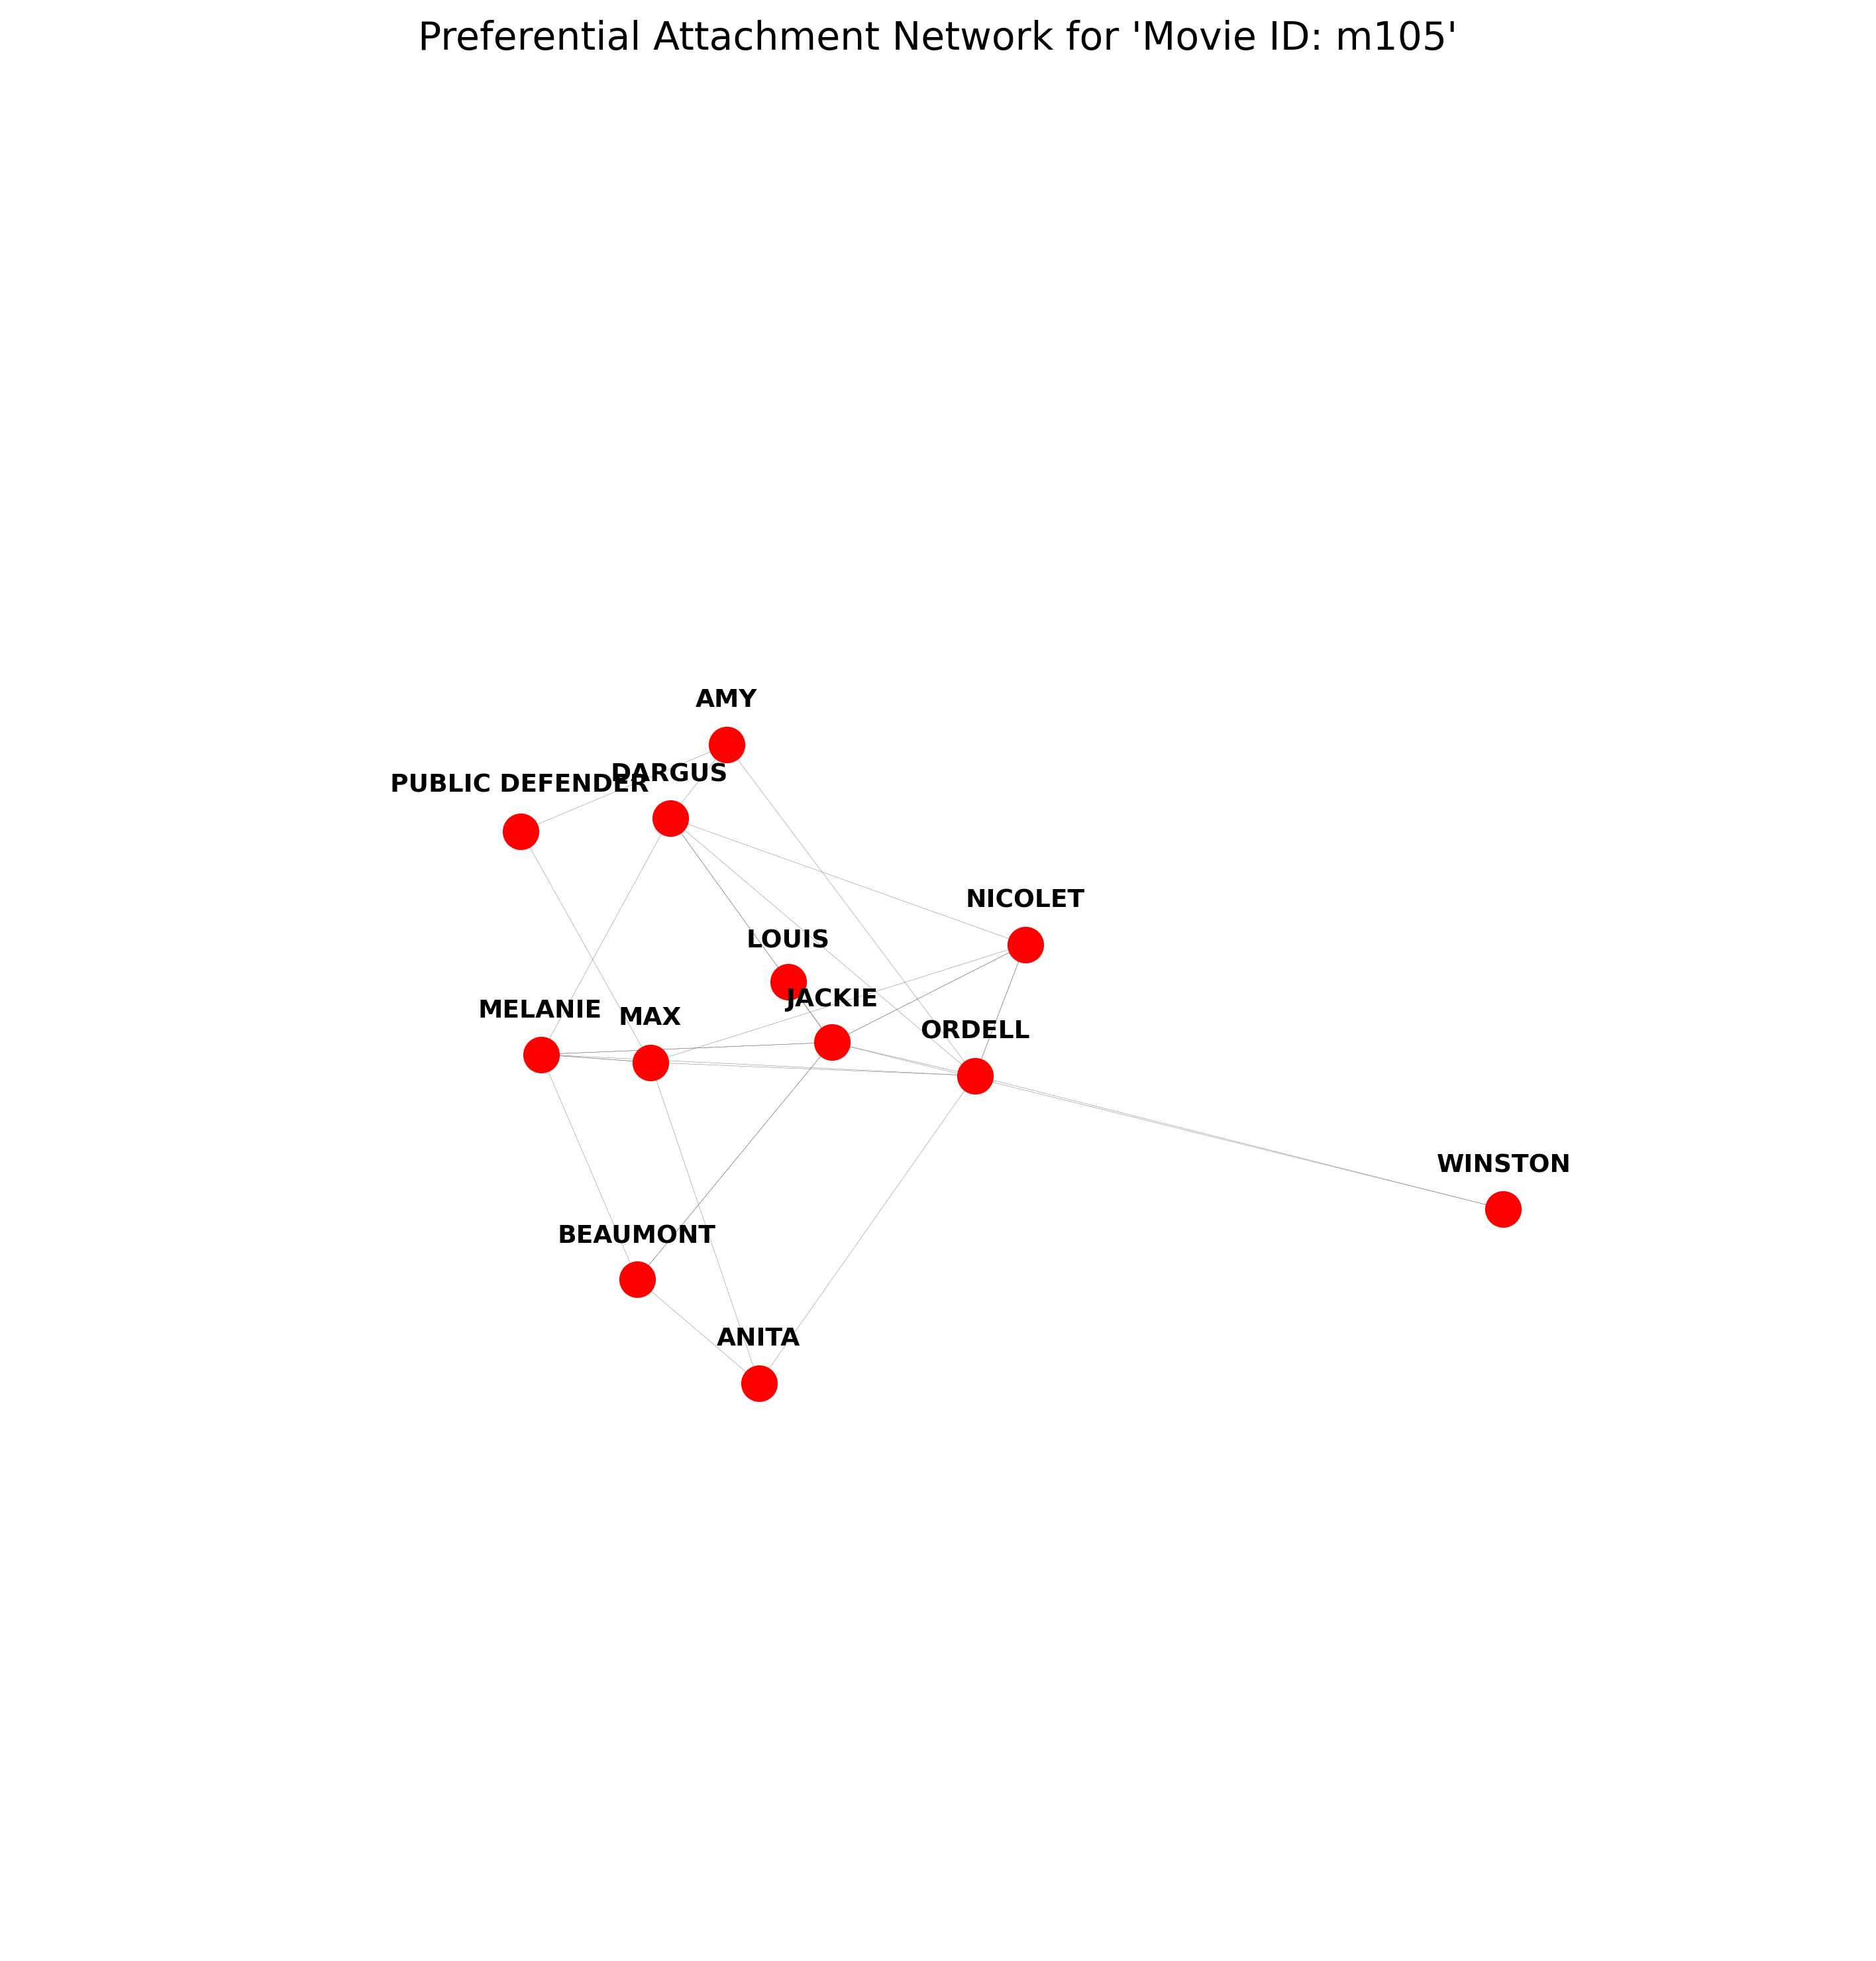 Preferential Attachment Network for 'Movie ID: m105'
AMY
DARGUS
PUBLIC DEFENDER
NICOLET
LOUIS
JACKIE
MELANIE
MAX
ORDELL
WINSTON
BEAUMONT
ANITA